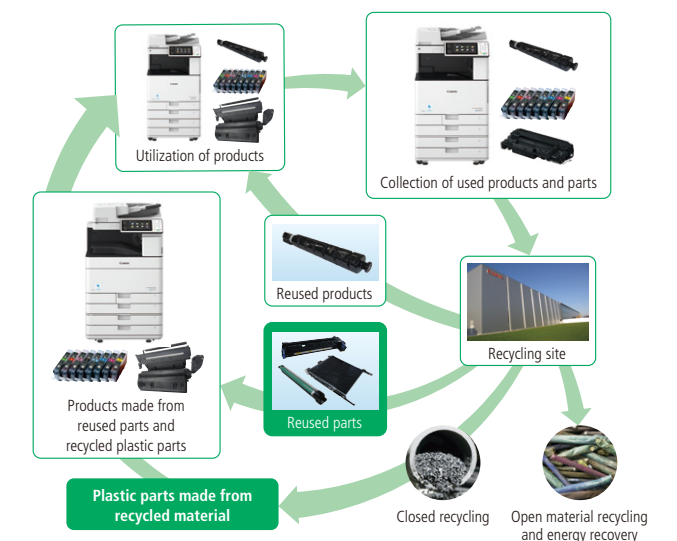 Utilization of products
Collection of used products and parts
Reused products
Recycling site
Reused parts
Products made from
reused parts and
recycled plastic parts
Plastic parts made from
recycled material
Closed recycling
Open material recycling
and energy recovery